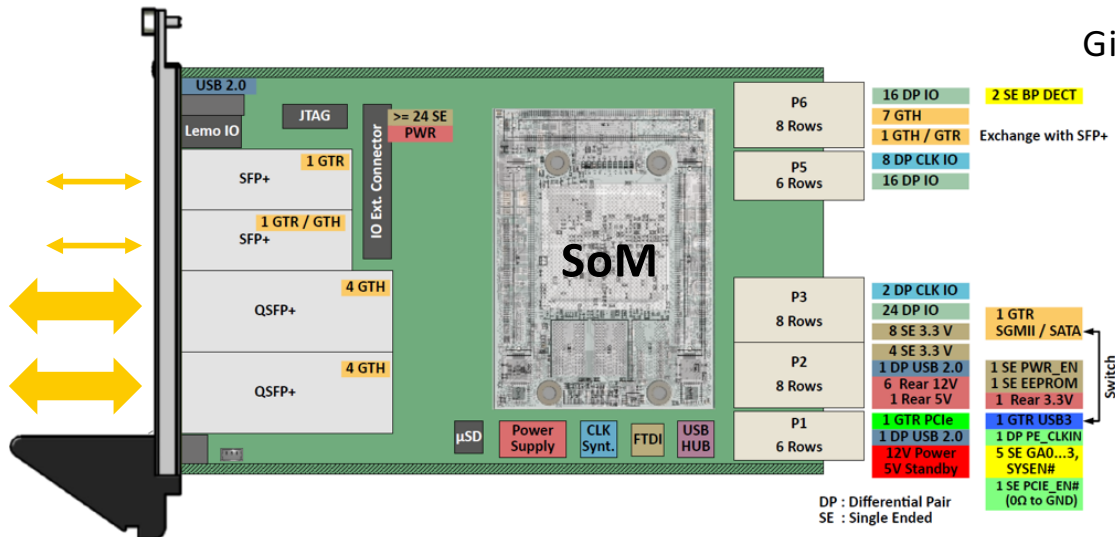 Gi
USB 2.0
Lemo IO
JTAG
IO Ext. Connector
>= 24 SE
PWR
1 GTR
SFP+
1 GTR / GTH
SFP+
4 GTH
QSFP+
4 GTH
QSFP+
SoM
µSD
Power
Supply
CLK
Synt.
FTDI
USB
HUB
P6
8 Rows
P5
6 Rows
P3
8 Rows
P2
8 Rows
P1
6 Rows
16 DP IO
2 SE BP DECT
7 GTH
1 GTH / GTR
Exchange with SFP+
8 DP CLK IO
16 DP IO
2 DP CLK IO
24 DP IO
8 SE 3.3 V
4 SE 3.3 V
1 DP USB 2.0
6 Rear 12V
1 Rear 5V
1 GTR PCIe
1 DP USB 2.0
12V Power
5V Standby
1 GTR
SGMII / SATA
Switch
1 SE PWR_EN
1 SE EEPROM
1 Rear 3.3V
1 GTR USB3
1 DP PE_CLKIN
5 SE GA0...3,
SYSEN#
1 SE PCIE_EN#
(0Ω to GND)
DP : Differential Pair
SE : Single Ended